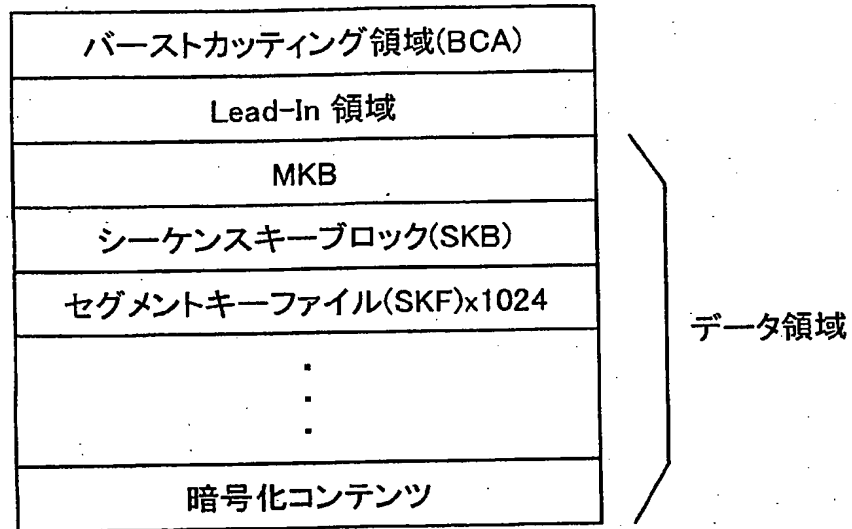 バーストカッティング領域(BCA)
Lead-In 領域
MKB
シーケンスキーブロック(SKB)
セグメントキーファイル(SKF)x1024
データ領域
暗号化コンテンツ